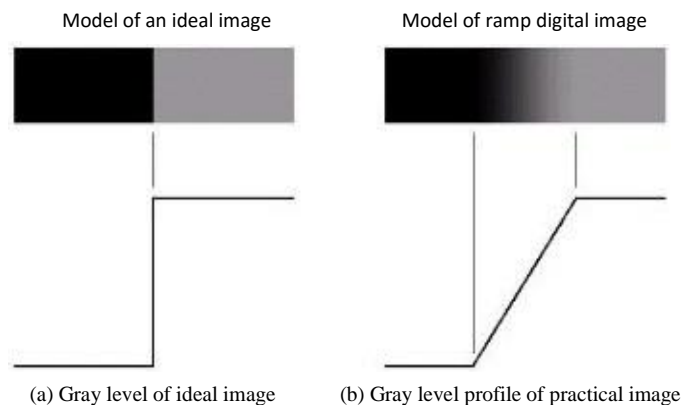 Model of an ideal image
Model of ramp digital image
(a) Gray level of ideal image
(b) Gray level profile of practical image